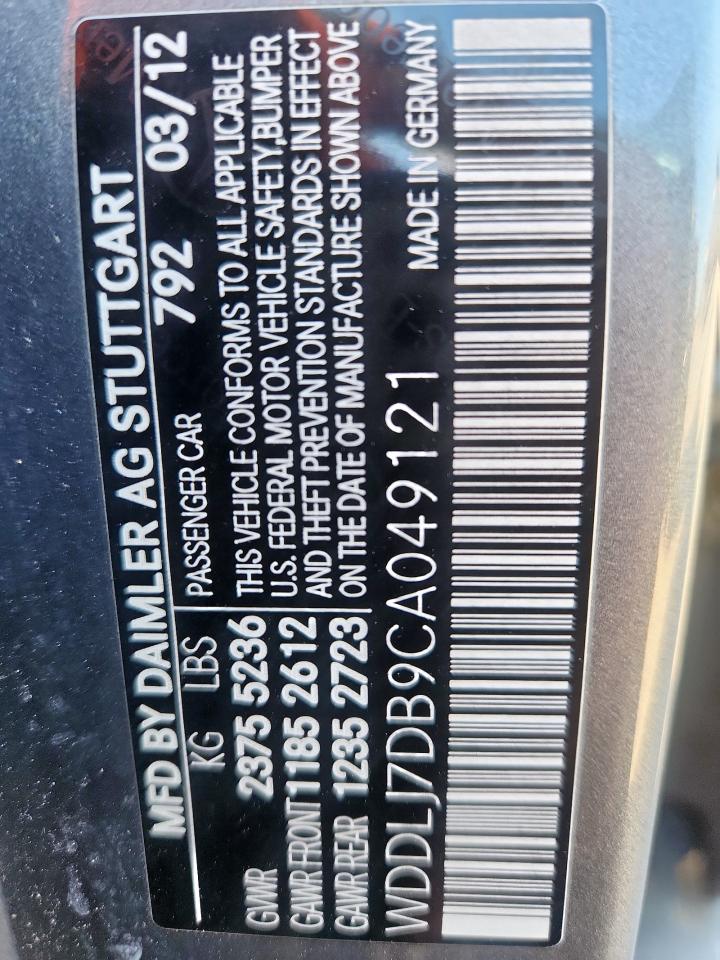 MFD BY DAIMLER AG STUTTGART
KG LBS 792 03/12
PASSENGER CAR
GVWR 2375 5236
GAWR FRONT 1185 2612
GAWR REAR 1235 2723
THIS VEHICLE CONFORMS TO ALL APPLICABLE
U.S. FEDERAL MOTOR VEHICLE SAFETY,BUMPER
AND THEFT PREVENTION STANDARDS IN EFFECT
ON THE DATE OF MANUFACTURE SHOWN ABOVE
WDDLJ7DB9CA049121 MADE IN GERMANY